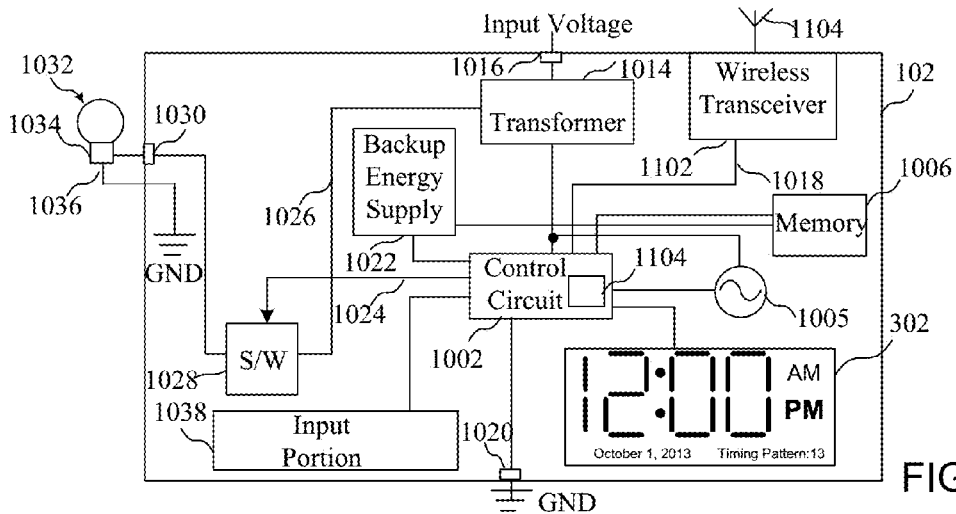 Input Voltage
1104
1016
1014
Wireless
Transceiver
102
1032
1034
1030
Transformer
Backup
Energy
Supply
1102
1018
1006
1036
1026
Memory
GND
1022
1024
Control
Circuit
1104
1002
1005
302
S/W
1028
12:00
AM
PM
1038
Input
Portion
1020
October 1, 2013
Timing Pattern:13
GND
FIG